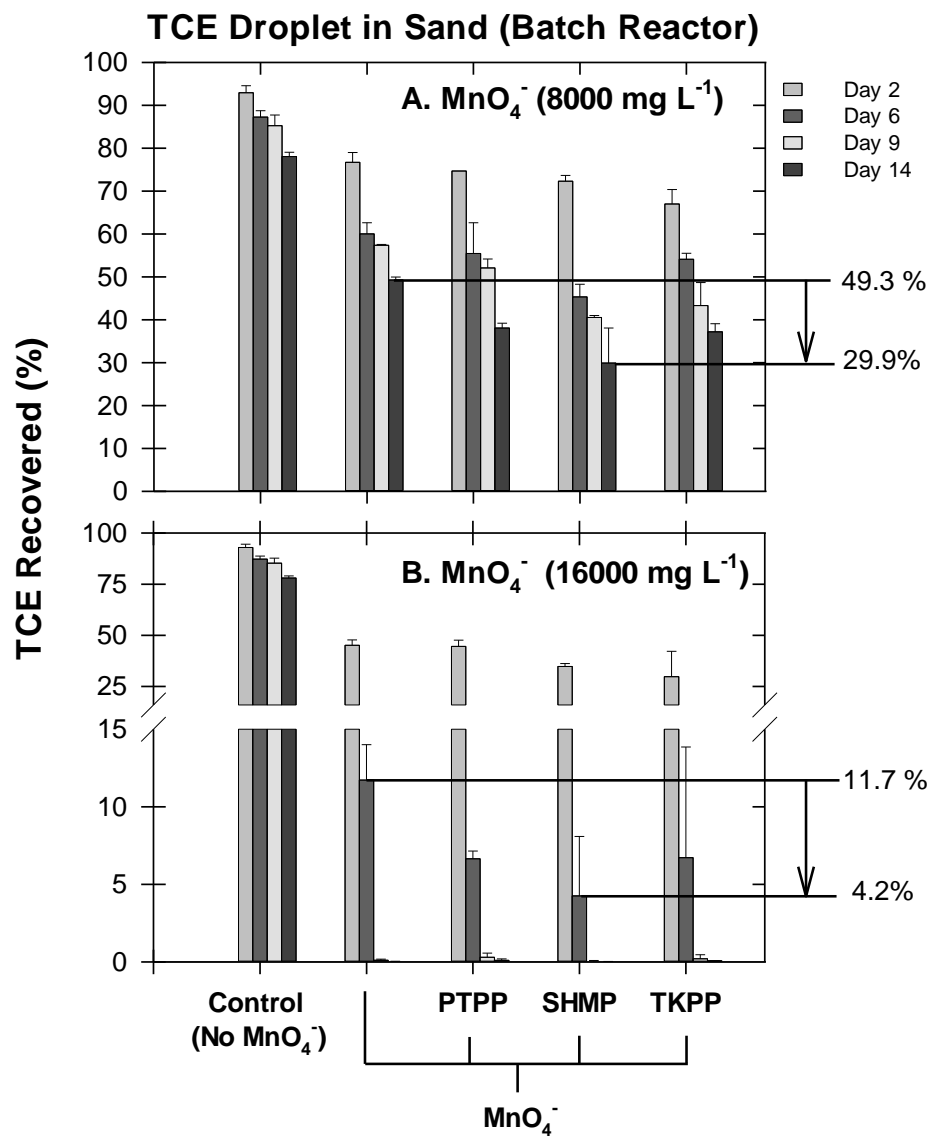 TCE Droplet in Sand (Batch Reactor)
TCE Recovered (%)
A. MnO4- (8000 mg L-1)
Day 2
Day 6
Day 9
Day 14
100
90
80
70
60
50
40
30
20
10
0
49.3 %
29.9%
B. MnO4- (16000 mg L-1)
100
75
50
25
15
10
5
0
11.7 %
4.2%
Control PTPP SHMP TKPP
(No MnO4-)
MnO4-